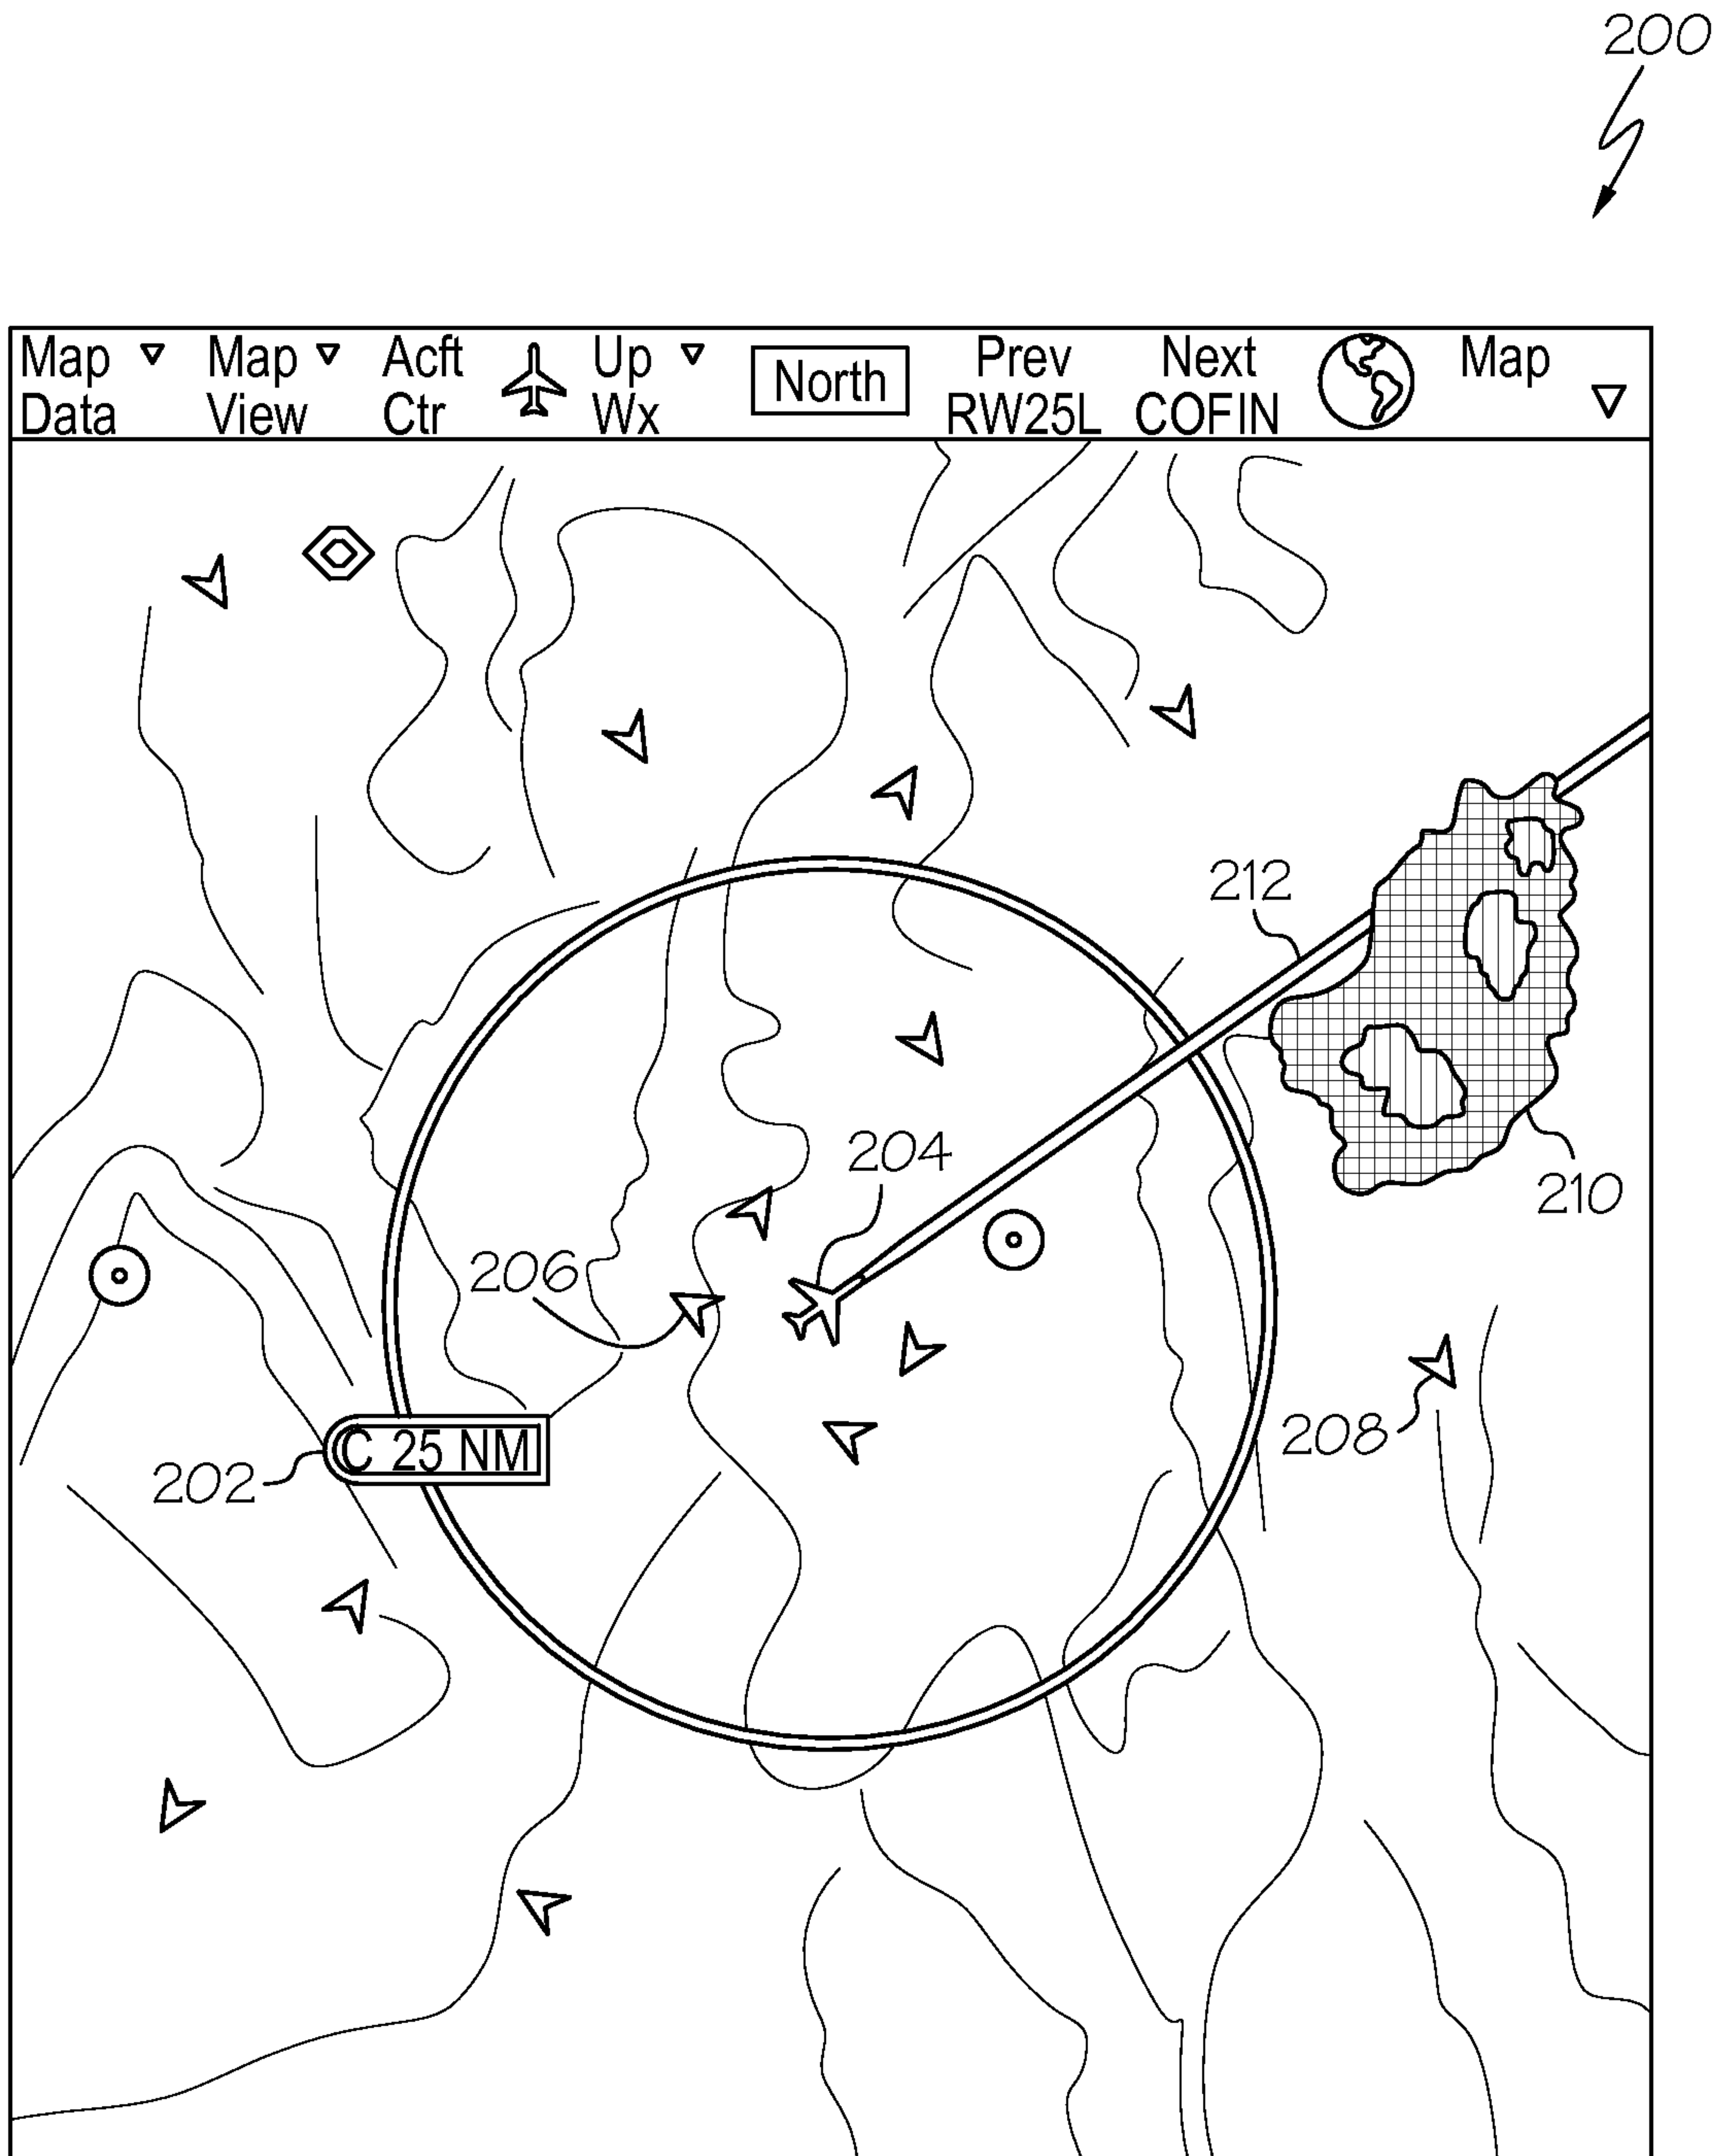 200
Map Map Acft Up North Prev Next Map
Data View Ctr Wx RW25L COFIN
212
204
210
206
208
C 25 NM
202